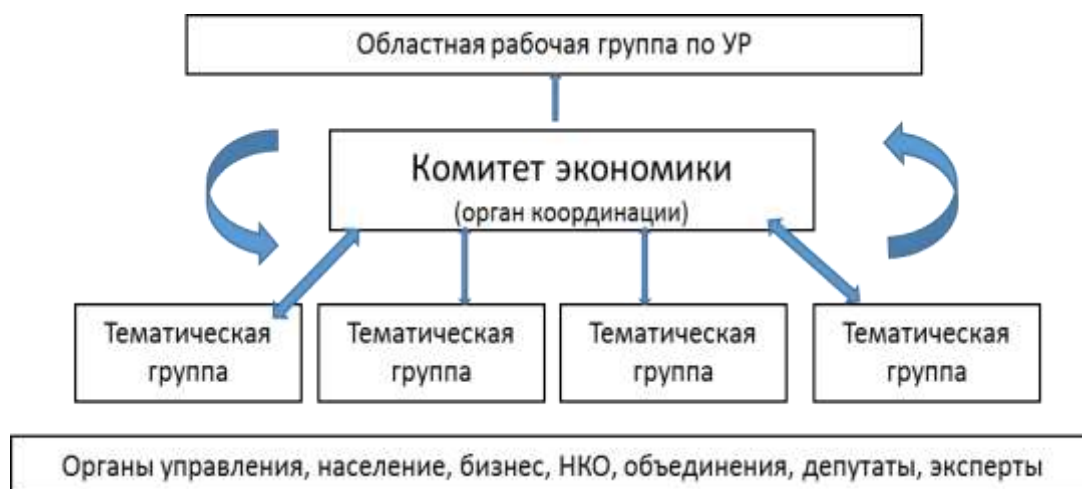 Областная рабочая группа по УР
Комитет экономики
(орган координации)
Тематическая
группа
Тематическая
группа
Тематическая
группа
Тематическая
группа
Органы управления, население, бизнес, НКО, объединения, депутаты, эксперты